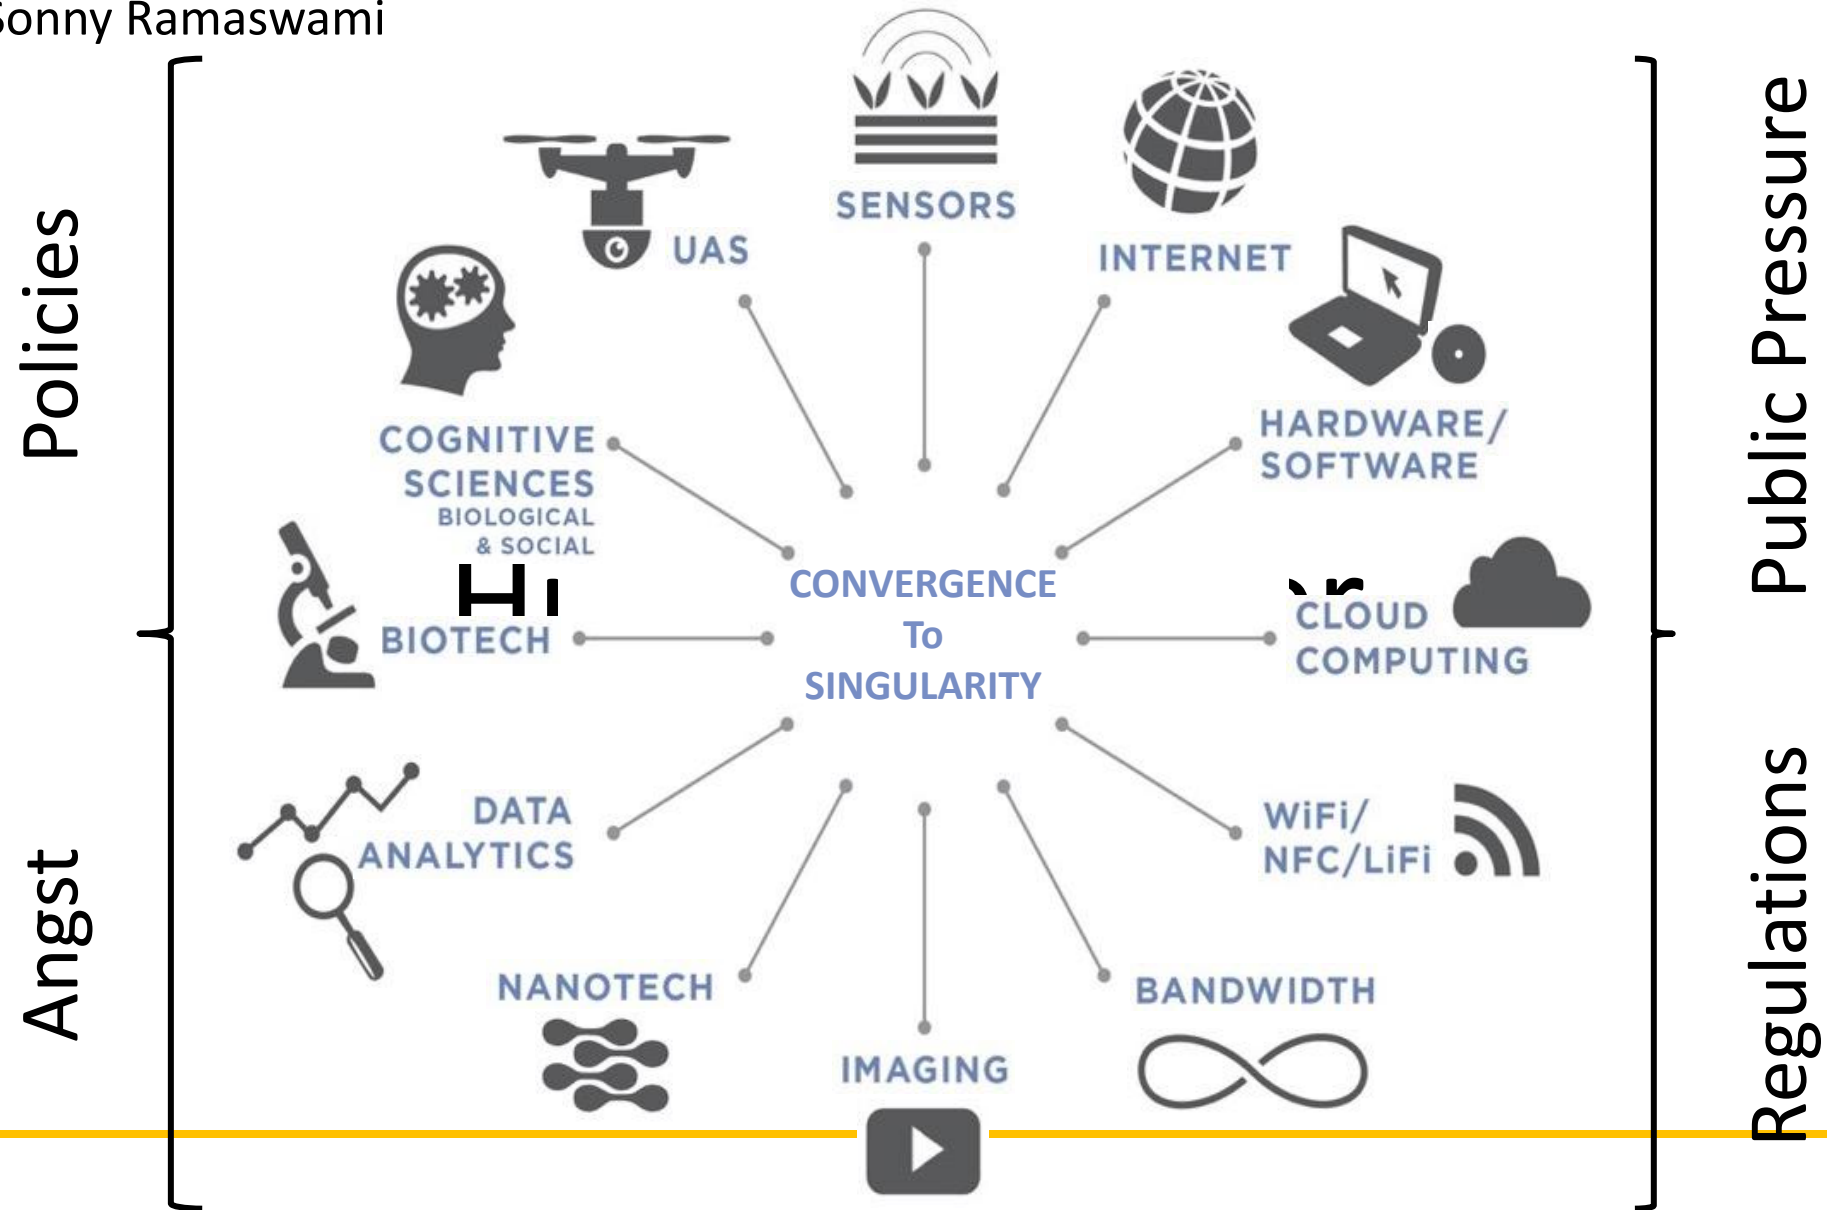 Sonny Ramaswami
Policies
Angst
Public Pressure
Regulations
SENSORS
UAS
INTERNET
COGNITIVE
SCIENCES
BIOLOGICAL
& SOCIAL
HARDWARE/
SOFTWARE
CONVERGENCE
To
SINGULARITY
BIOTECH
CLOUD
COMPUTING
DATA
ANALYTICS
WiFi/
NFC/LiFi
NANOTECH
BANDWIDTH
IMAGING